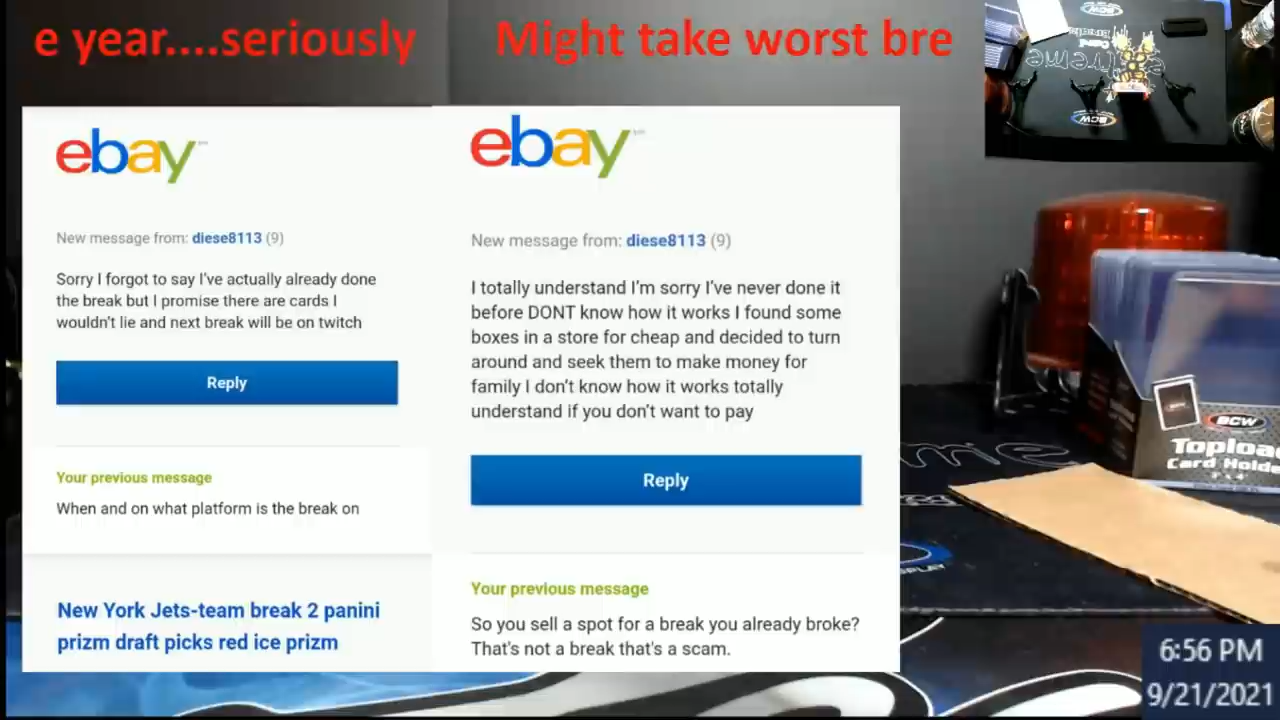 e year....seriously
Might take worst bre
ebay
New message from: diese8113 (9)
Sorry I forgot to say I've actually already done
the break but I promise there are cards I
wouldn't lie and next break will be on twitch
Reply
Your previous message
When and on what platform is the break on
New York Jets-team break 2 panini
prizm draft picks red ice prizm
ebay
New message from: diese8113 (9)
I totally understand I'm sorry I've never done it
before DONT know how it works I found some
boxes in a store for cheap and decided to turn
around and seek them to make money for
family I don't know how it works totally
understand if you don't want to pay
Reply
Your previous message
So you sell a spot for a break you already broke?
That's not a break that's a scam.
BCW
Topload
Card Holde
6:56 PM
9/21/2021